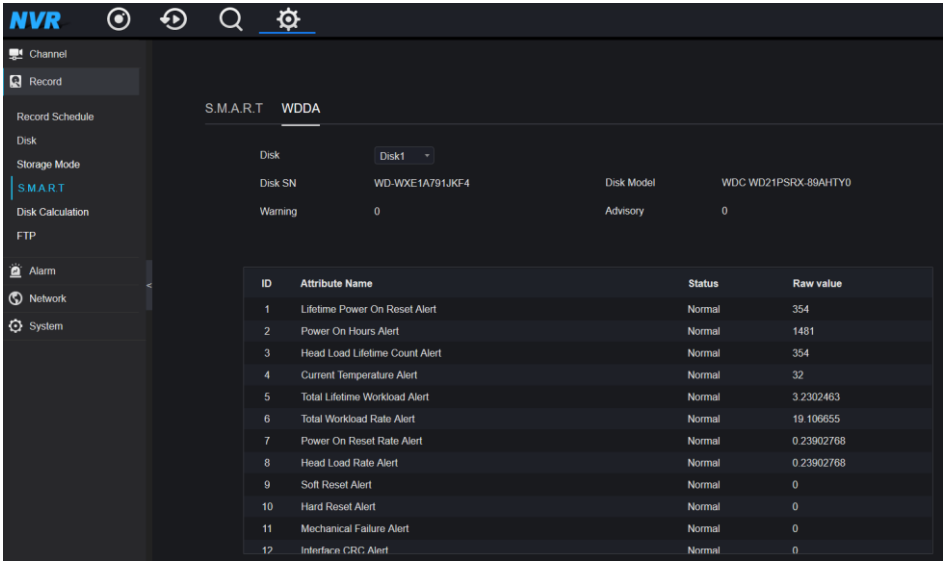 NVR
Channel
Record
Record Schedule
Disk
Storage Mode
S.M.A.R.T
Disk Calculation
FTP
Alarm
Network
System
<
S.M.A.R.T WDDA
Disk Disk1
Disk SN WD-WXE1A791JKF4 Disk Model WDC WD21PSRX-89AHTY0
Warning 0 Advisory 0
ID Attribute Name Status Raw value
1 Lifetime Power On Reset Alert Normal 354
2 Power On Hours Alert Normal 1481
3 Head Load Lifetime Count Alert Normal 354
4 Current Temperature Alert Normal 32
5 Total Lifetime Workload Alert Normal 3.2302463
6 Total Workload Rate Alert Normal 19.106655
7 Power On Reset Rate Alert Normal 0.23902768
8 Head Load Rate Alert Normal 0.23902768
9 Soft Reset Alert Normal 0
10 Hard Reset Alert Normal 0
11 Mechanical Failure Alert Normal 0
12 Interface CRC Alert Normal 0